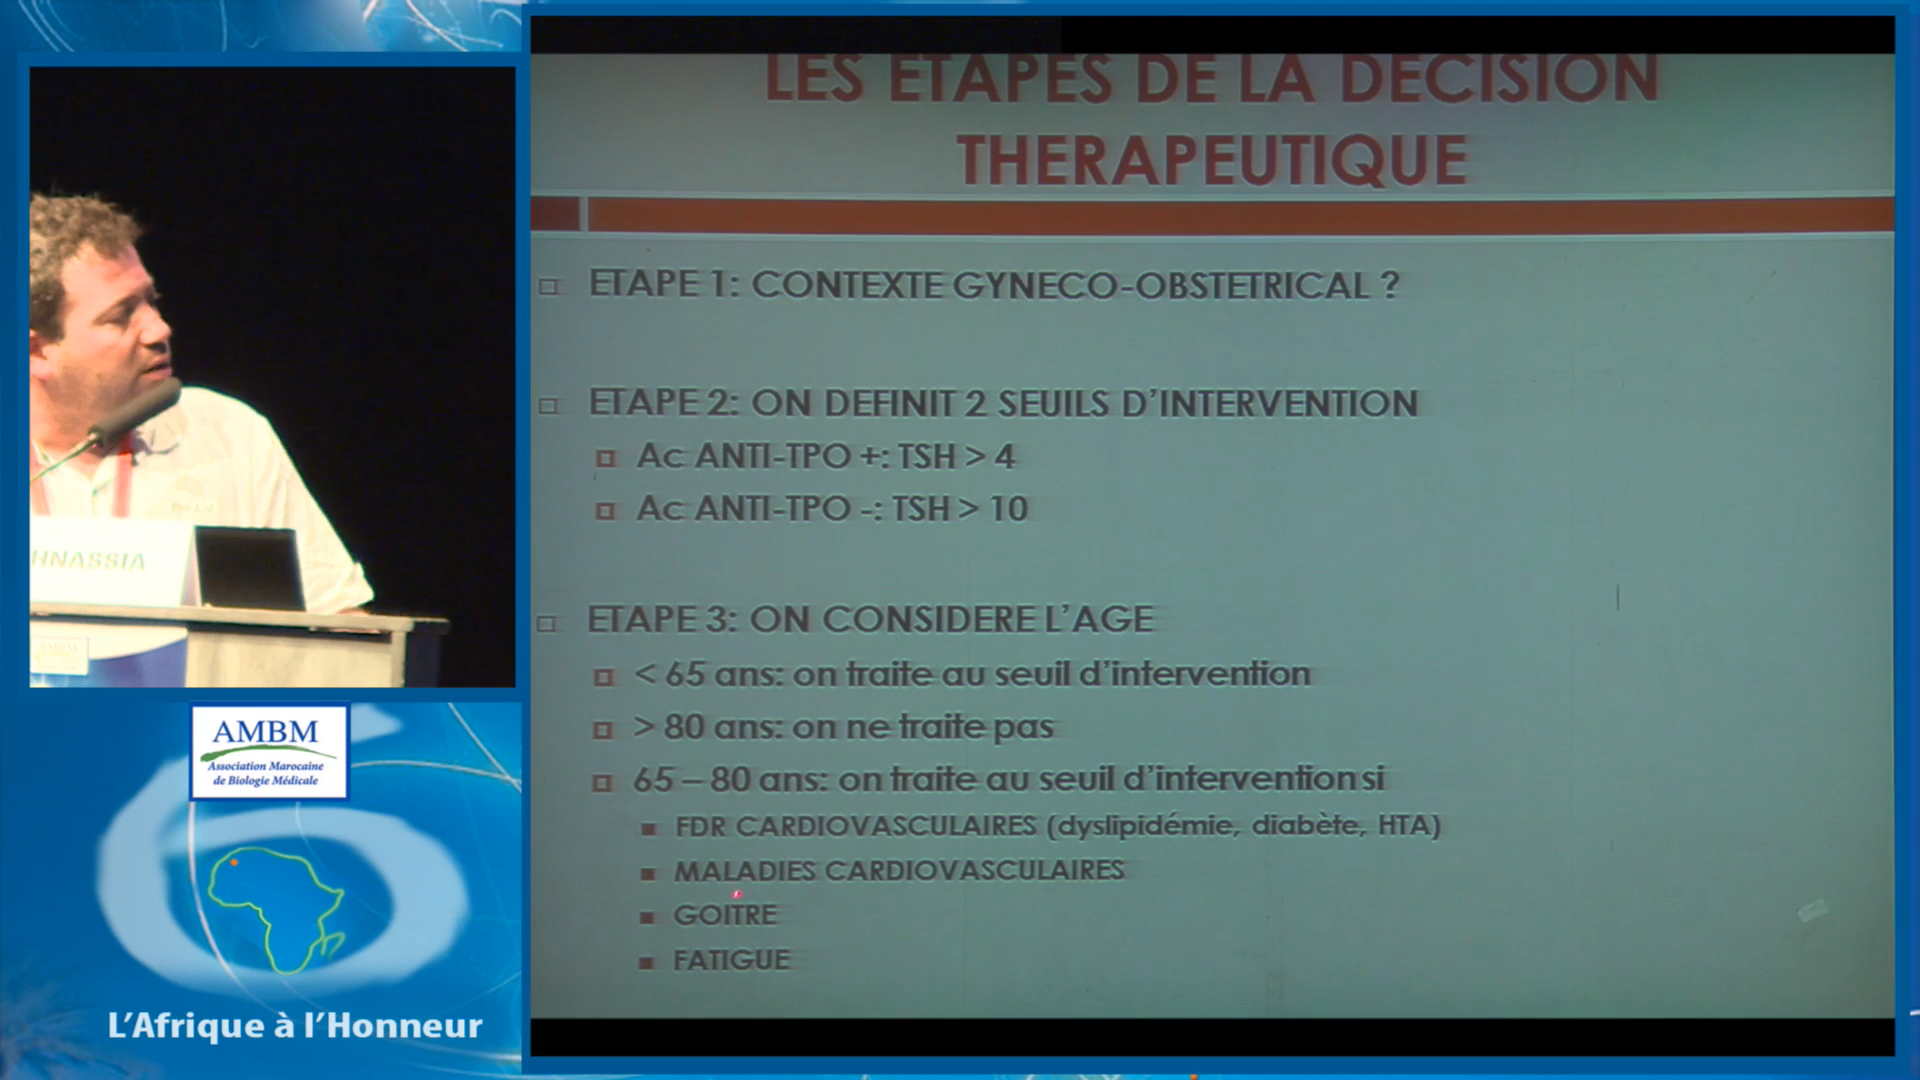 LES ETAPES DE LA DECISION
THERAPEUTIQUE
ETAPE 1: CONTEXTE GYNECO-OBSTETRICAL ?
ETAPE 2: ON DEFINIT 2 SEUILS D'INTERVENTION
Ac ANTI-TPO +: TSH > 4
Ac ANTI-TPO -: TSH > 10
ETAPE 3: ON CONSIDERE L'AGE
< 65 ans: on traite au seuil d'intervention
> 80 ans: on ne traite pas
65 – 80 ans: on traite au seuil d'intervention si
FDR CARDIOVASCULAIRES (dyslipidémie, diabète, HTA)
MALADIES CARDIOVASCULAIRES
GOITRE
FATIGUE
HNASSIA
AMBM
AMBM
Association Marocaine
de Biologie Médicale
L'Afrique à l'Honneur